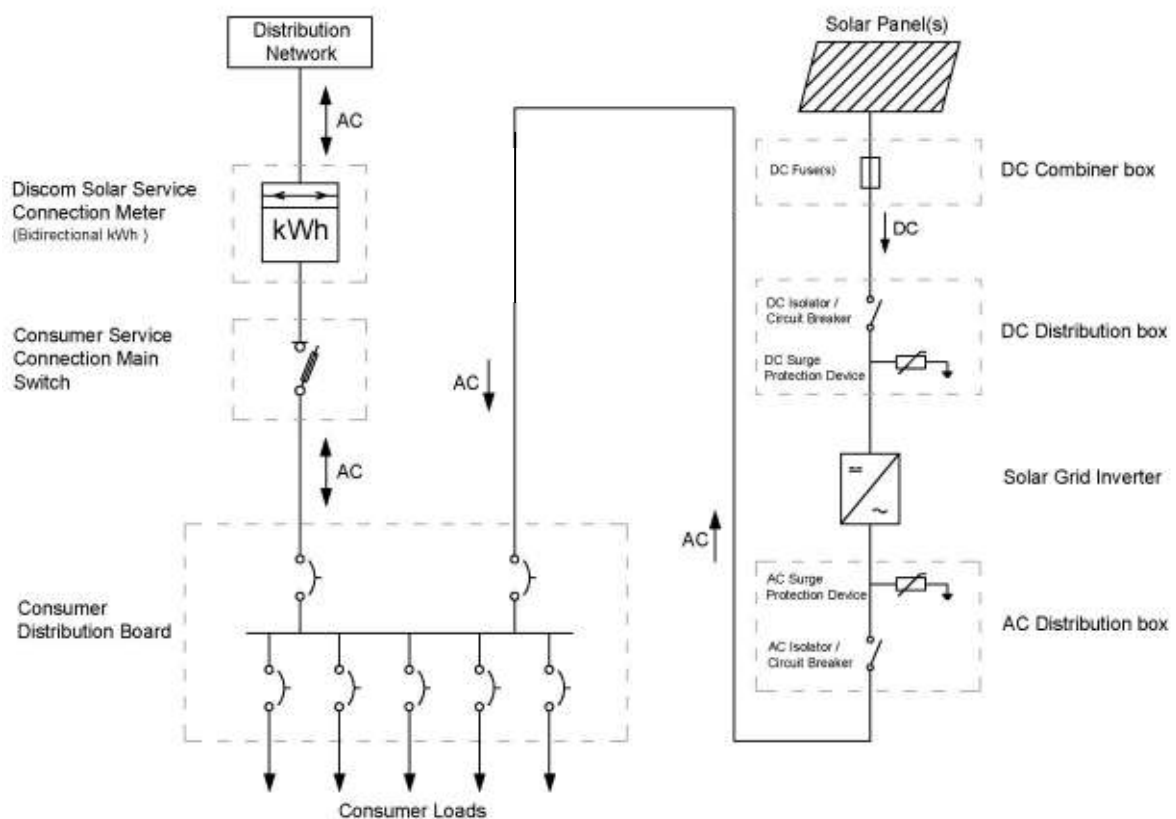 Distribution
Network
AC
Discom Solar Service
Connection Meter
(Bidirectional kWh )
kWh
Consumer Service
Connection Main
Switch
AC
Consumer
Distribution Board
Consumer Loads
AC
AC
Solar Panel(s)
DC Fuse(s)
DC Combiner box
DC
DC Isolator /
Circuit Breaker
DC Surge
Protection Device
DC Distribution box
=
~
Solar Grid Inverter
AC Surge
Protection Device
AC Isolator /
Circuit Breaker
AC Distribution box